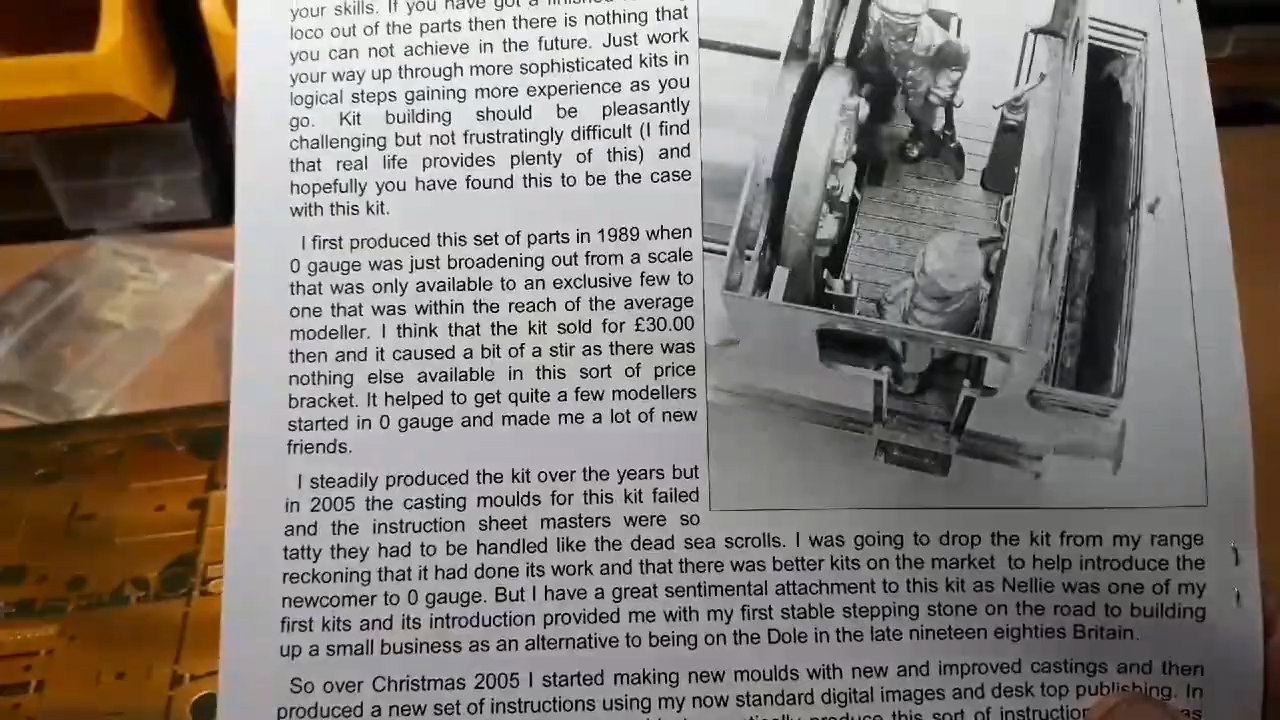 your skills. If you have got a finished
loco out of the parts then there is nothing that
you can not achieve in the future. Just work
your way up through more sophisticated kits in
logical steps gaining more experience as you
go. Kit building should be pleasantly
challenging but not frustratingly difficult (I find
that real life provides plenty of this) and
hopefully you have found this to be the case
with this kit.
I first produced this set of parts in 1989 when
0 gauge was just broadening out from a scale
that was only available to an exclusive few to
one that was within the reach of the average
modeller. I think that the kit sold for £30.00
then and it caused a bit of a stir as there was
nothing else available in this sort of price
bracket. It helped to get quite a few modellers
started in 0 gauge and made me a lot of new
friends.
I steadily produced the kit over the years but
in 2005 the casting moulds for this kit failed
and the instruction sheet masters were so
tatty they had to be handled like the dead sea scrolls. I was going to drop the kit from my range
reckoning that it had done its work and that there was better kits on the market to help introduce the
newcomer to 0 gauge. But I have a great sentimental attachment to this kit as Nellie was one of my
first kits and its introduction provided me with my first stable stepping stone on the road to building
up a small business as an alternative to being on the Dole in the late nineteen eighties Britain.
So over Christmas 2005 I started making new moulds with new and improved castings and then
produced a new set of instructions using my now standard digital images and desk top publishing. In
produce this sort of instruction as